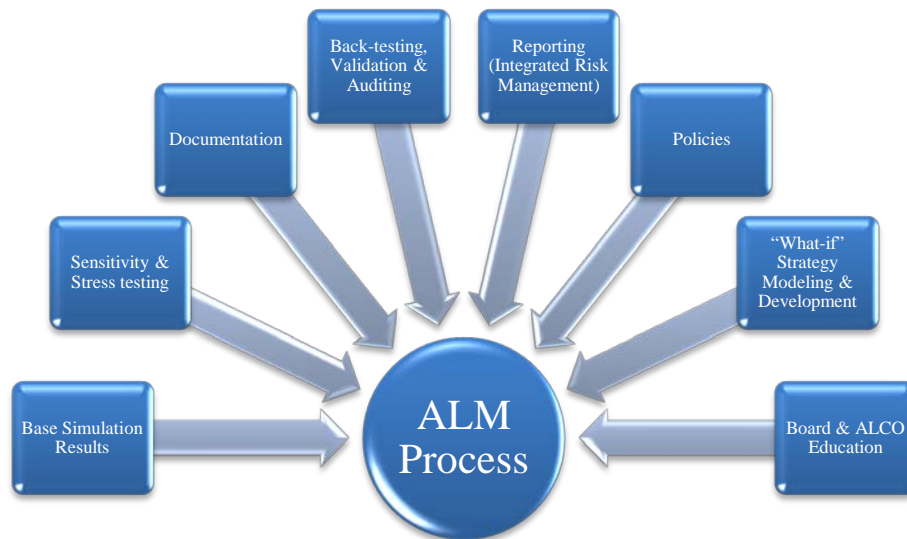 Base Simulation
Results
Sensitivity &
Stress testing
Documentation
Back-testing,
Validation &
Auditing
Reporting
(Integrated Risk
Management)
Policies
“What-if”
Strategy
Modeling &
Development
Board & ALCO
Education
ALM
Process